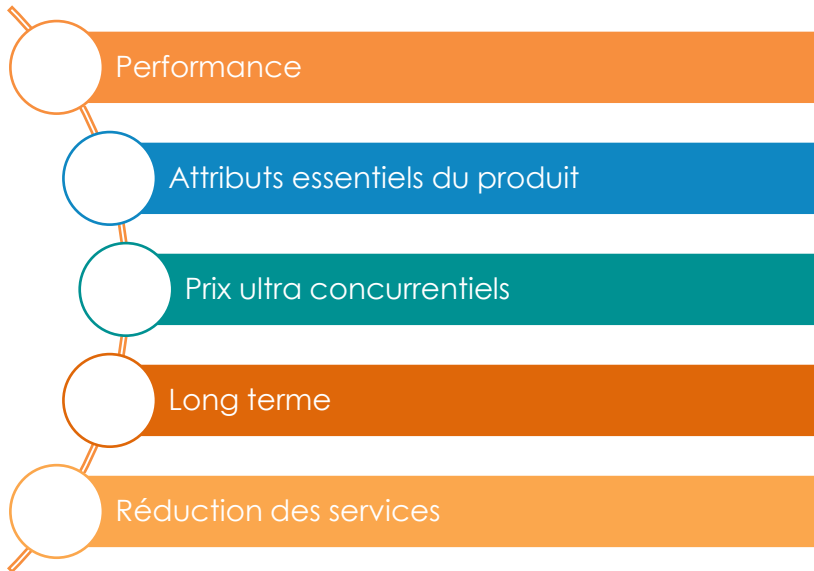 Performance
Attributs essentiels du produit
Prix ultra concurrentiels
Long terme
Réduction des services